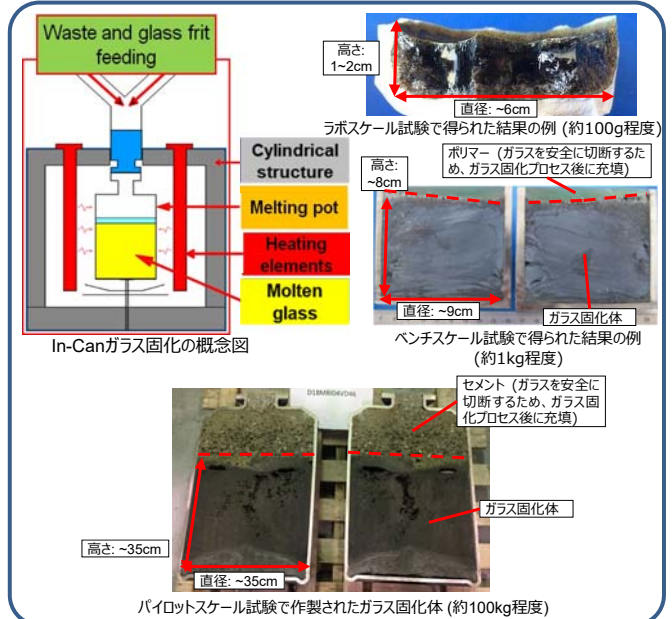 Waste and glass frit
feeding
Cylindrical
structure
Melting pot
Heating
elements
Molten
glass
In-Canガラス固化の概念図
高さ:
1~2cm
直径: ~6cm
ラボスケール試験で得られた結果の例 (約100g程度)
ポリマー (ガラスを安全に切断するた
め、ガラス固化プロセス後に充填)
高さ:
~8cm
直径: ~9cm
ガラス固化体
ベンチスケール試験で得られた結果の例
(約1kg程度)
セメント (ガラスを安全に
切断するため、ガラス固
化プロセス後に充填)
ガラス固化体
高さ: ~35cm
直径: ~35cm
パイロットスケール試験で作製されたガラス固化体 (約100kg程度)